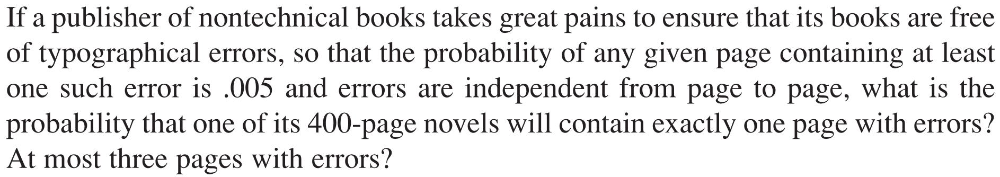 If a publisher of nontechnical books takes great pains to ensure that its books are free
of typographical errors, so that the probability of any given page containing at least
one such error is .005 and errors are independent from page to page, what is the
probability that one of its 400-page novels will contain exactly one page with errors?
At most three pages with errors?